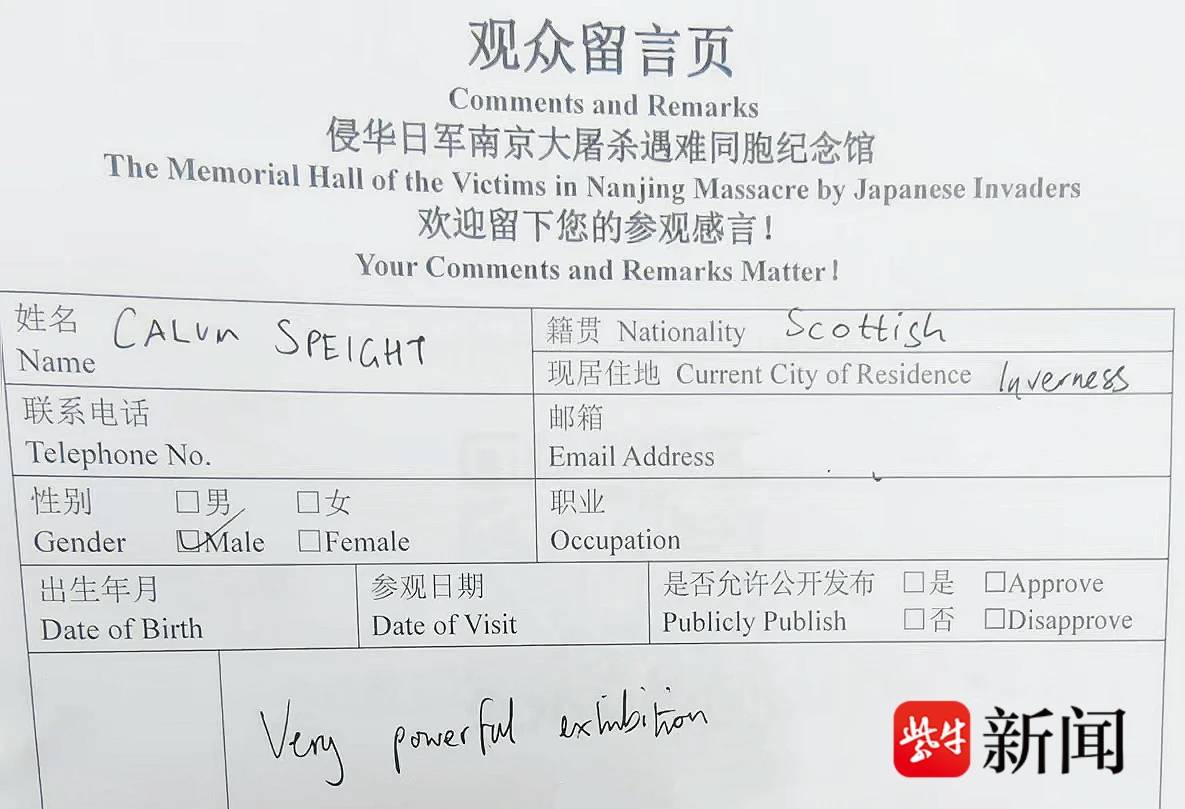 观众留言页
Comments and Remarks
侵华日军南京大屠杀遇难同胞纪念馆
The Memorial Hall of the Victims in Nanjing Massacre by Japanese Invaders
欢迎留下您的参观感言!
Your Comments and Remarks Matter!
姓名 CALUM SPEIGHT
Name
籍贯 Nationality Scottish
现居住地 Current City of Residence Inverness
联系电话
Telephone No.
邮箱
Email Address
性别 □男 □女
Gender ☑Male □Female
职业
Occupation
出生年月
Date of Birth
参观日期
Date of Visit
是否允许公开发布 □是 □Approve
Publicly Publish □否 □Disapprove
Very powerful exhibition
紫牛 新闻